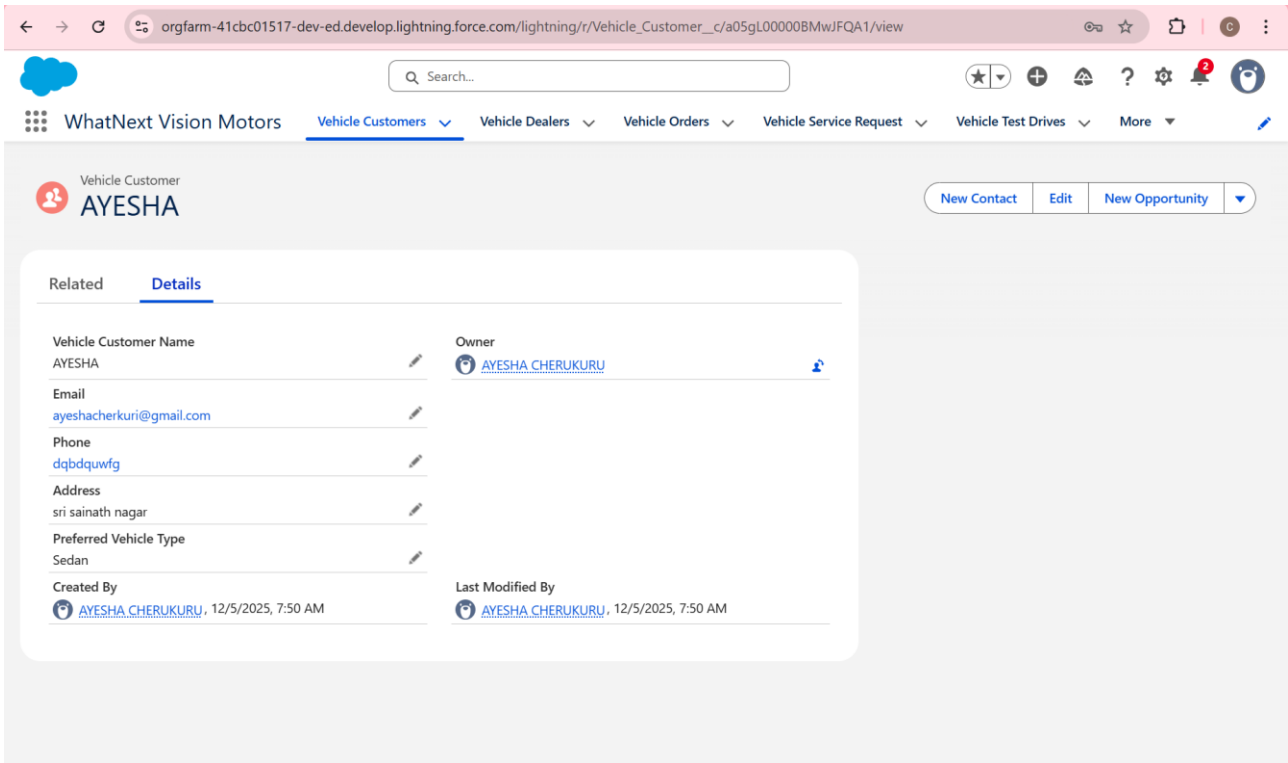 orgfarm-41cbc01517-dev-ed.develop.lightning.force.com/lightning/r/Vehicle_Customer__c/a05gL00000BMwJFQA1/view
C
Search...
2
WhatNext Vision Motors Vehicle Customers Vehicle Dealers Vehicle Orders Vehicle Service Request Vehicle Test Drives More
Vehicle Customer
AYESHA
New Contact Edit New Opportunity
Related Details
Vehicle Customer Name Owner
AYESHA AYESHA CHERUKURU
Email
ayeshacherkuri@gmail.com
Phone
dqbdquwfg
Address
sri sainath nagar
Preferred Vehicle Type
Sedan
Created By Last Modified By
AYESHA CHERUKURU, 12/5/2025, 7:50 AM AYESHA CHERUKURU, 12/5/2025, 7:50 AM